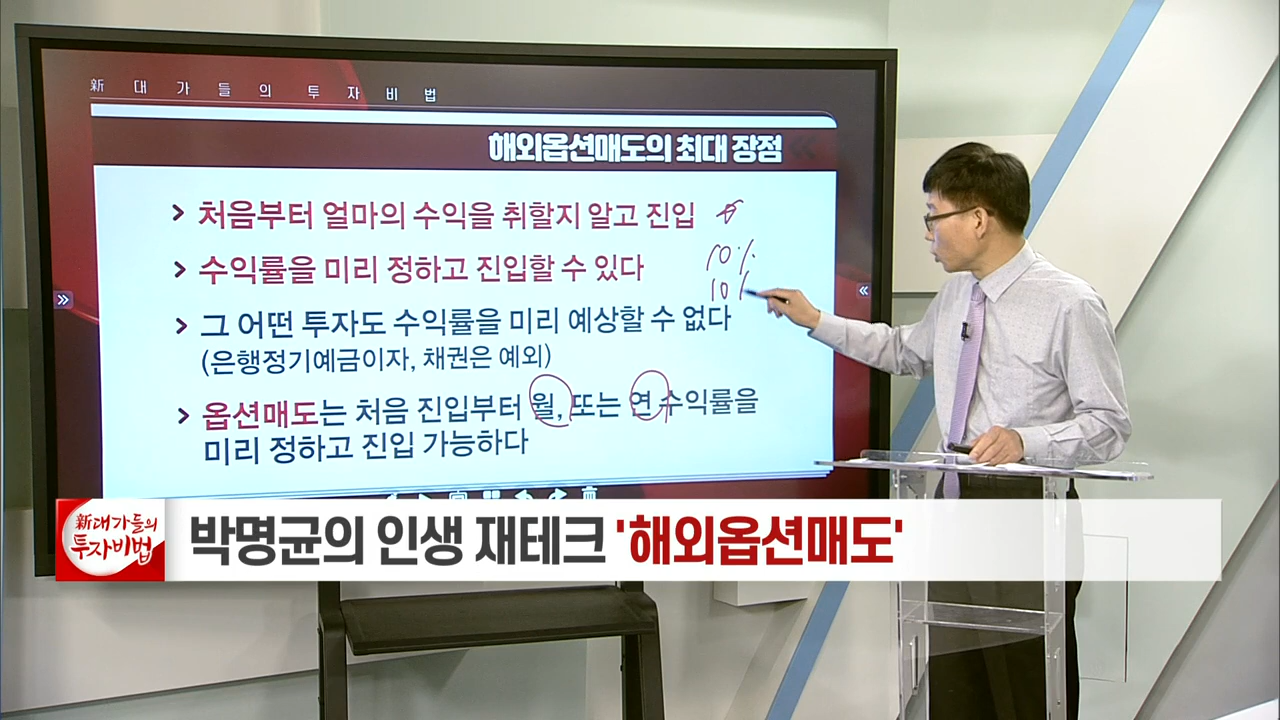 新 대 가 들 의 투 자 비 법
해외옵션매도의 최대 장점
> 처음부터 얼마의 수익을 취할지 알고 진입
10%
> 수익률을 미리 정하고 진입할 수 있다
10%
> 그 어떤 투자도 수익률을 미리 예상할 수 없다
(은행정기예금이자, 채권은 예외)
> 옵션매도는 처음 진입부터 월, 또는 연 수익률을
미리 정하고 진입 가능하다
新대가들의
투자비법
박명균의 인생 재테크 '해외옵션매도'